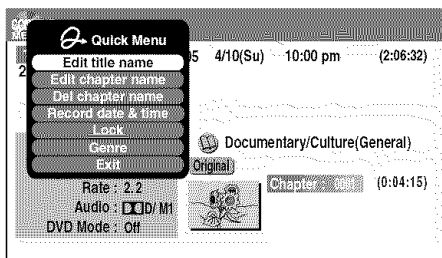 Quick Menu
Edit title name
5 4/10(Su) 10:00 pm (2:06:32)
2
Edit chapter name
Del chapter name
Record date & time
Lock
Documentary/Culture(General)
Genre
Exit
Original
Chapter : (0:04:15)
Rate : 2.2
Audio : D/ M1
DVD Mode : Off